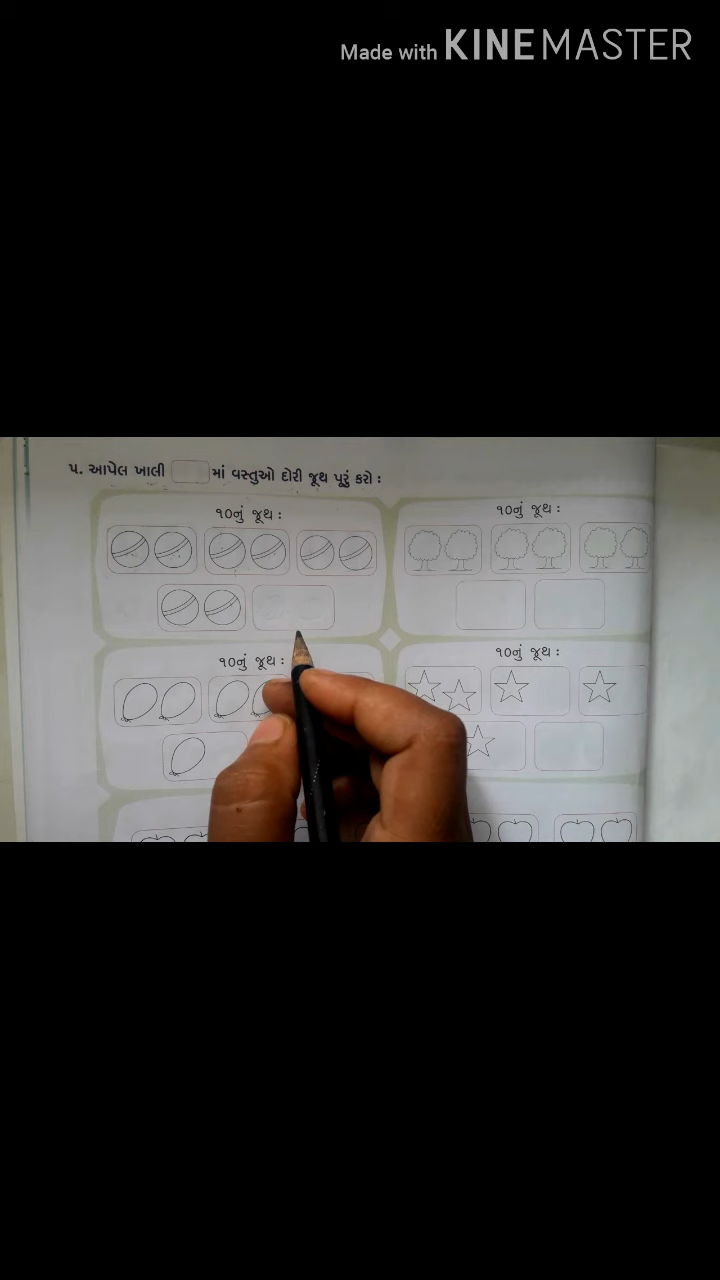 Made with KINEMASTER
૫. આપેલ ખાલી માં વસ્તુઓ દોરી જૂથ પૂરું કરો :
૧૦નું જૂથ :
૧૦નું જૂથ :
૧૦નું જૂથ :
૧૦નું જૂથ :